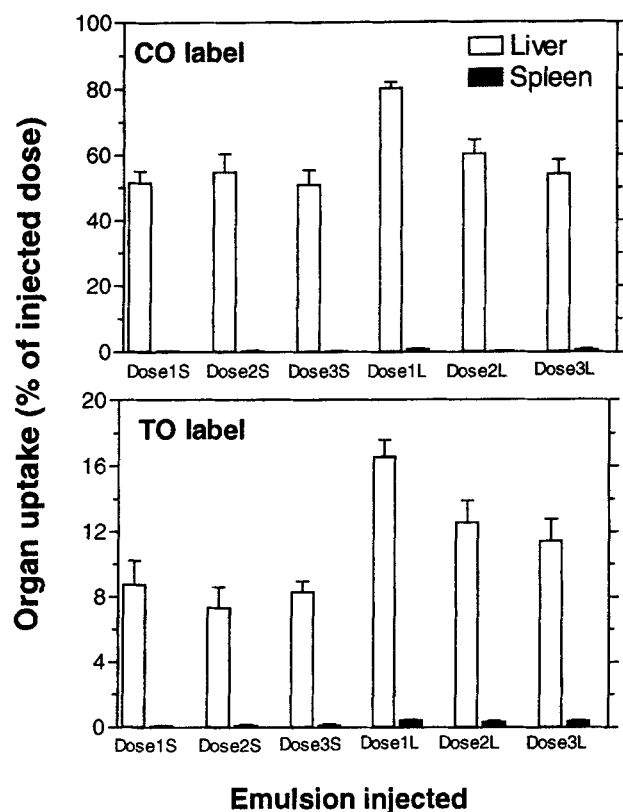 Organ uptake (% of injected dose)
CO label
Liver
Spleen
100
80
60
40
20
0
Dose1S Dose2S Dose3S Dose1L Dose2L Dose3L
TO label
20
16
12
8
4
0
Dose1S Dose2S Dose3S Dose1L Dose2L Dose3L
Emulsion injected